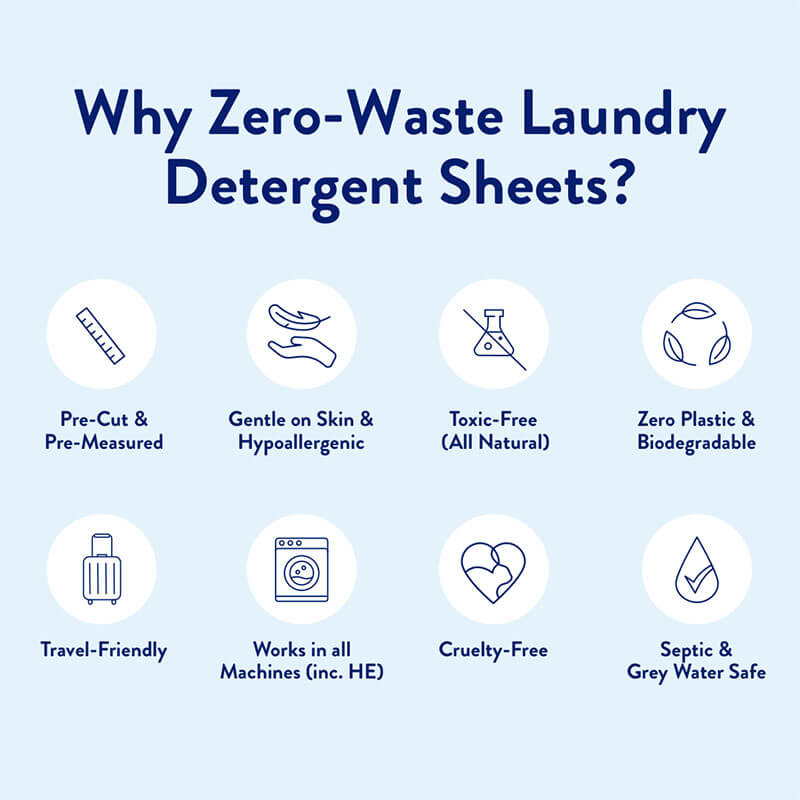 Why Zero-Waste Laundry
Detergent Sheets?
Pre-Cut &
Pre-Measured
Gentle on Skin &
Hypoallergenic
Toxic-Free
(All Natural)
Zero Plastic &
Biodegradable
Travel-Friendly
Works in all
Machines (inc. HE)
Cruelty-Free
Septic &
Grey Water Safe